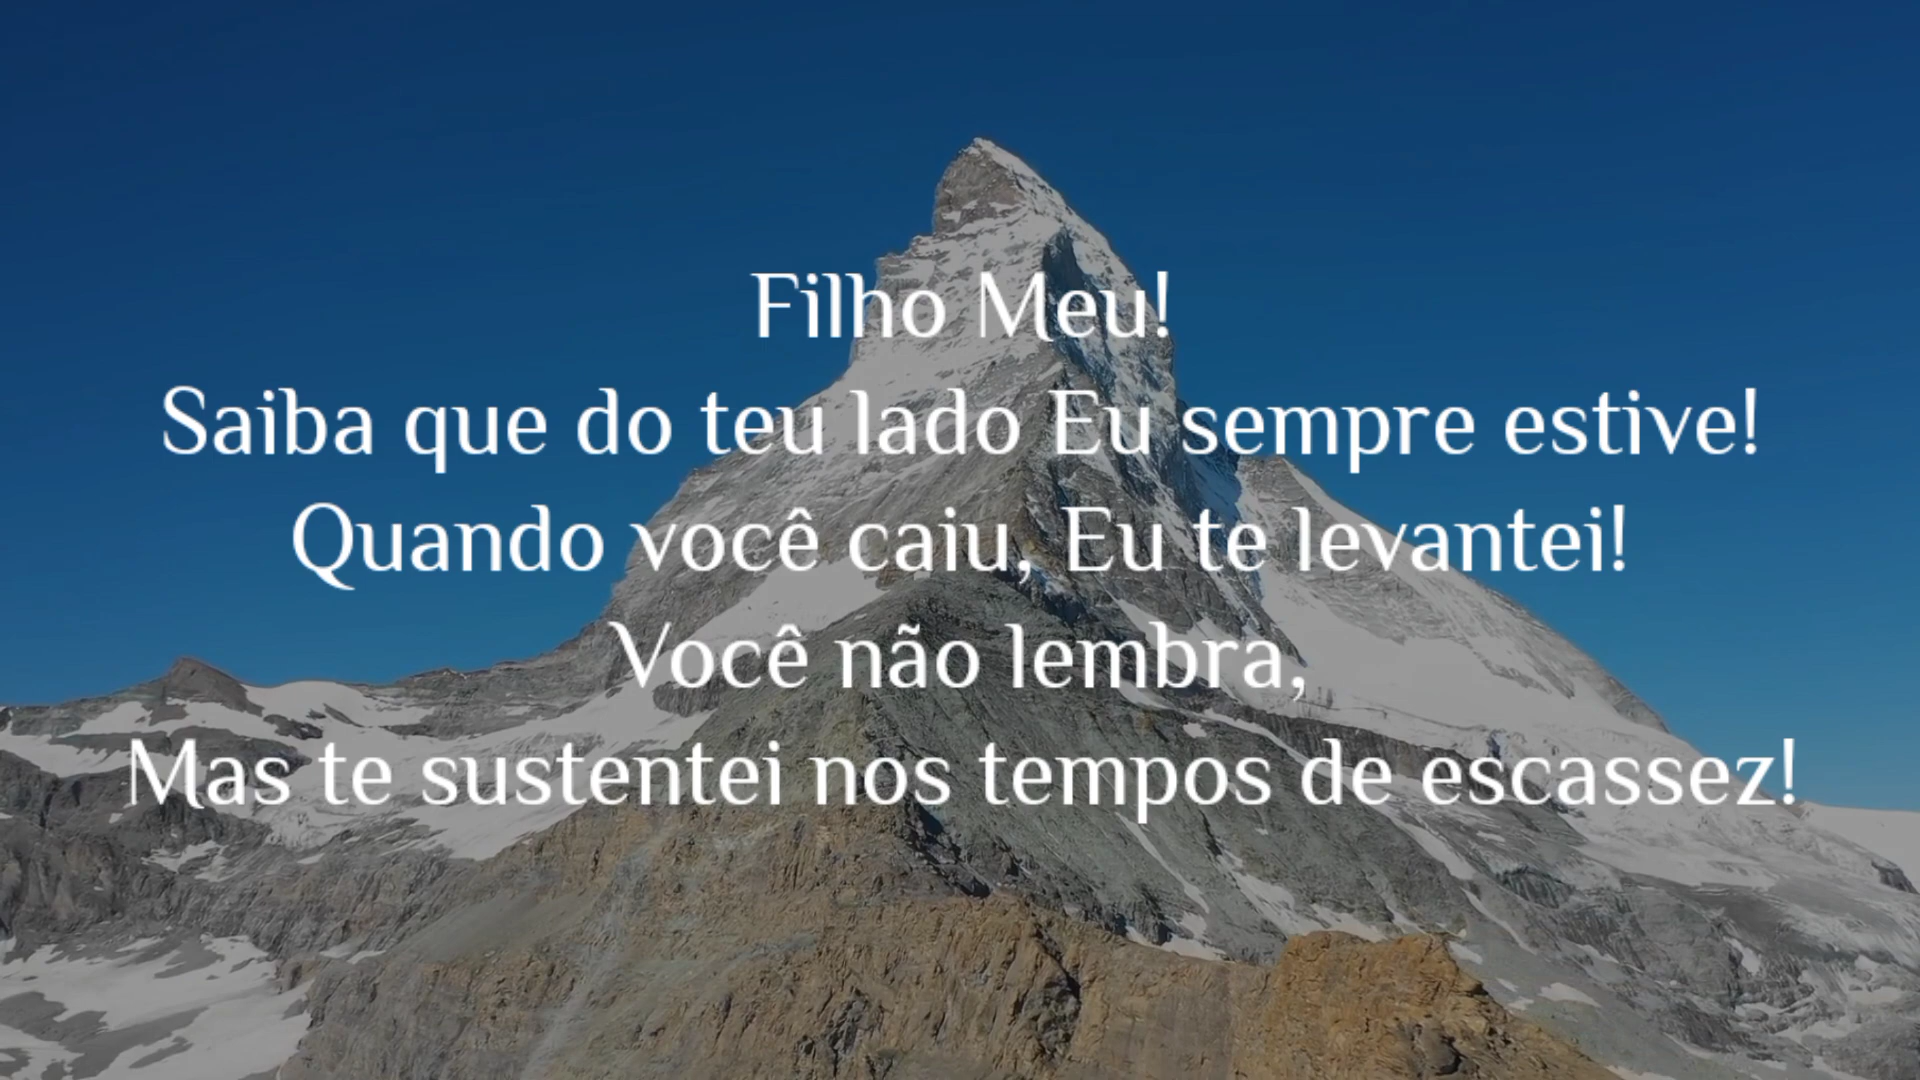 Filho Meu!
Saiba que do teu lado Eu sempre estive!
Quando você caiu, Eu te levantei!
Você não lembra,
Mas te sustentei nos tempos de escassez!